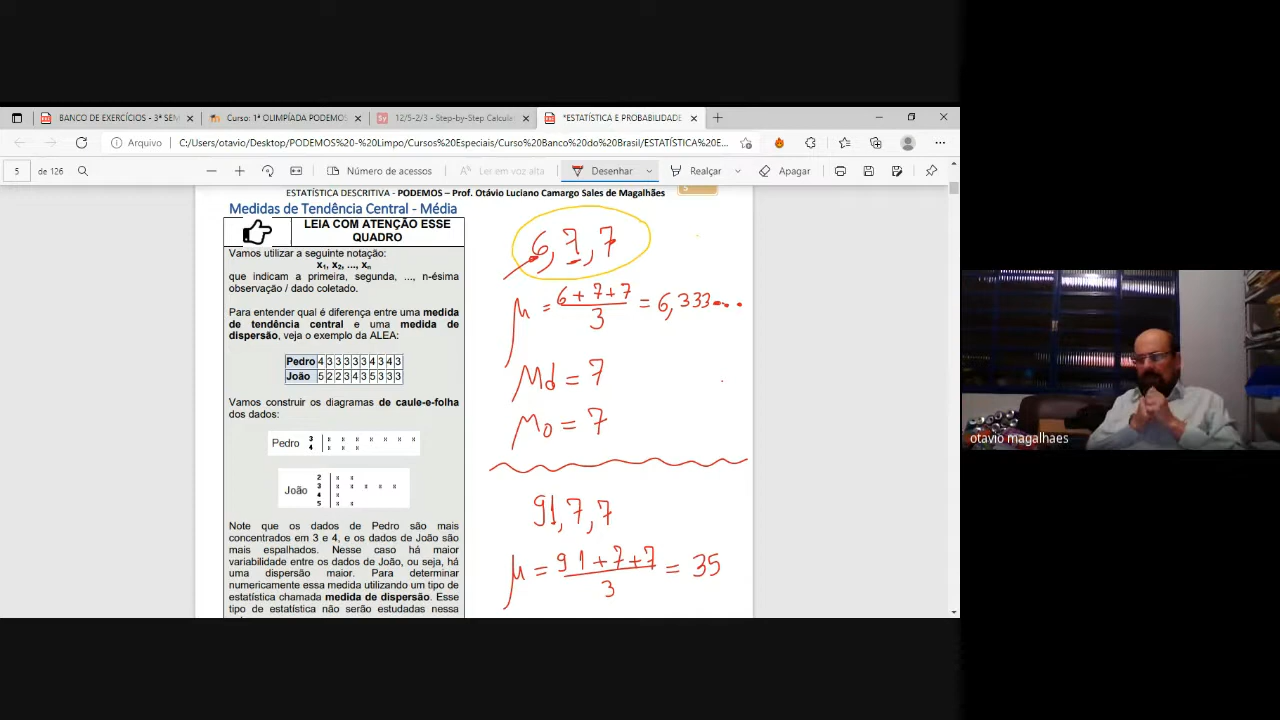 BANCO DE EXERCÍCIOS - 3ª SEM
Curso: 1ª OLIMPÍADA PODEMOS
12/5-2/3 - Step-by-Step Calcula
*ESTATÍSTICA E PROBABILIDADE
Arquivo
C:/Users/otavio/Desktop/PODEMOS%20-%20Limpo/Cursos%20Especiais/Curso%20Banco%20do%20Brasil/ESTATÍSTICA%20E...
5 de 126
Número de acessos
Ler em voz alta
Desenhar
Realçar
Apagar
ESTATÍSTICA DESCRITIVA - PODEMOS – Prof. Otávio Luciano Camargo Sales de Magalhães
5
Medidas de Tendência Central - Média
LEIA COM ATENÇÃO ESSE
QUADRO
Vamos utilizar a seguinte notação:
x1, x2, ..., xn
que indicam a primeira, segunda, ..., n-ésima
observação / dado coletado.
Para entender qual é diferença entre uma medida
de tendência central e uma medida de
dispersão, veja o exemplo da ALEA:
Pedro 4 3 3 3 3 3 4 3 4 3
João 5 2 2 3 4 3 5 3 3 3
Vamos construir os diagramas de caule-e-folha
dos dados:
Pedro
3 x x x x x x x
4 x x x
João
2 x x
3 x x x x x
4 x
5 x x
Note que os dados de Pedro são mais
concentrados em 3 e 4, e os dados de João são
mais espalhados. Nesse caso há maior
variabilidade entre os dados de João, ou seja, há
uma dispersão maior. Para determinar
numericamente essa medida utilizando um tipo de
estatística chamada medida de dispersão. Esse
tipo de estatística não serão estudadas nessa
6, 7, 7
μ = 6 + 7 + 7 / 3 = 6,333...
Md = 7
Mo = 7
91, 7, 7
μ = 91 + 7 + 7 / 3 = 35
otavio magalhaes